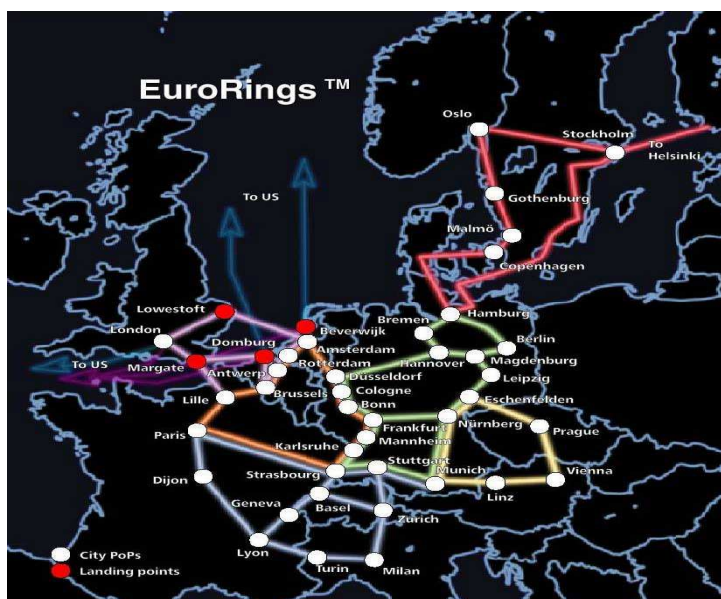 EuroRings ™
Oslo
Stockholm
To
Helsinki
Gothenburg
To US
Malmö
Copenhagen
Lowestoft
Hamburg
Beverwijk
Bremen
London
Domburg
Amsterdam
Berlin
To US
Margate
Rotterdam
Hannover
Magdenburg
Antwerp
Düsseldorf
Leipzig
Lille
Brussels
Cologne
Eschenfelden
Bonn
Paris
Frankfurt
Nürnberg
Prague
Karlsruhe
Mannheim
Stuttgart
Dijon
Strasbourg
Munich
Vienna
Linz
Geneva
Basel
Zurich
Lyon
Turin
Milan
City PoPs
Landing points